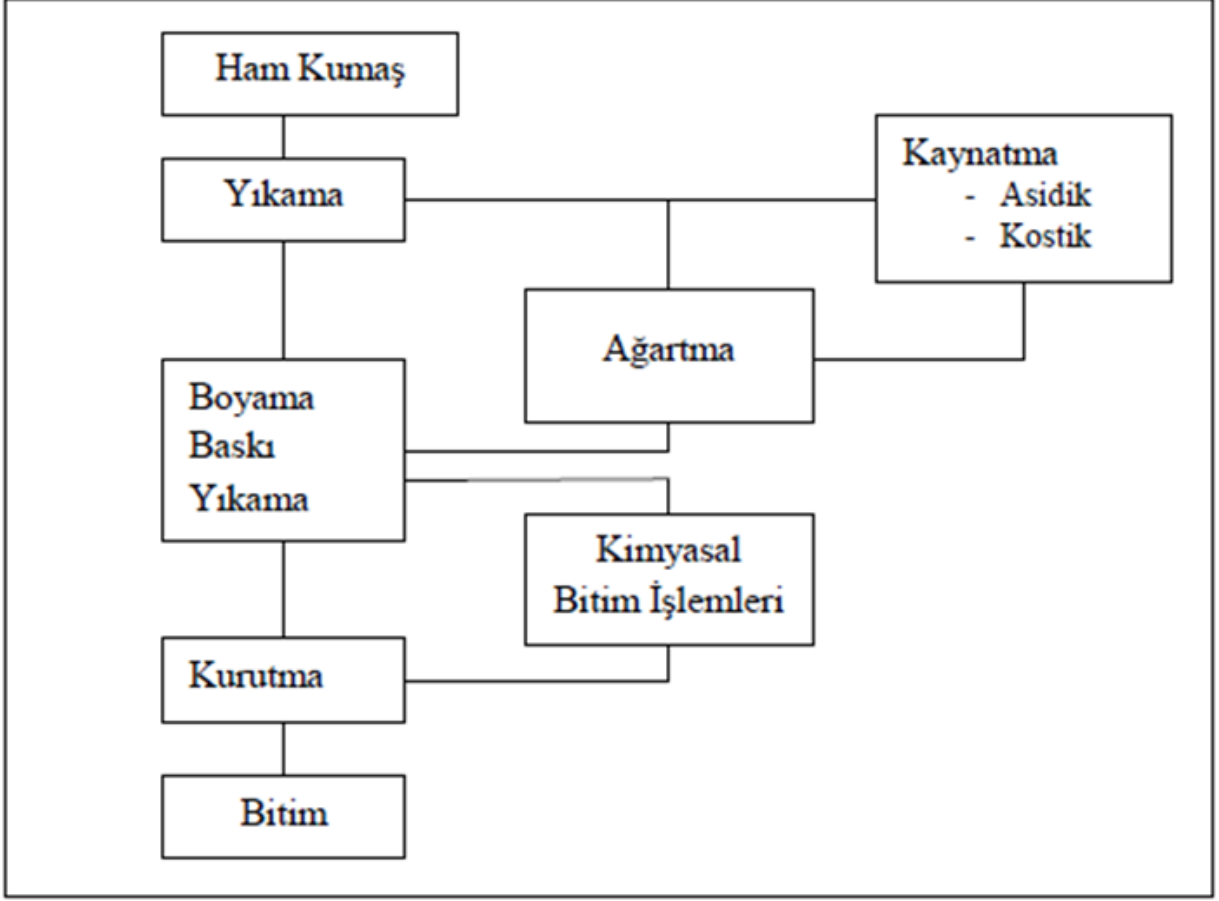 Ham Kumaş
Yıkama
Kaynatma
- Asidik
- Kostik
Ağartma
Boyama
Baskı
Yıkama
Kimyasal
Bitim İşlemleri
Kurutma
Bitim